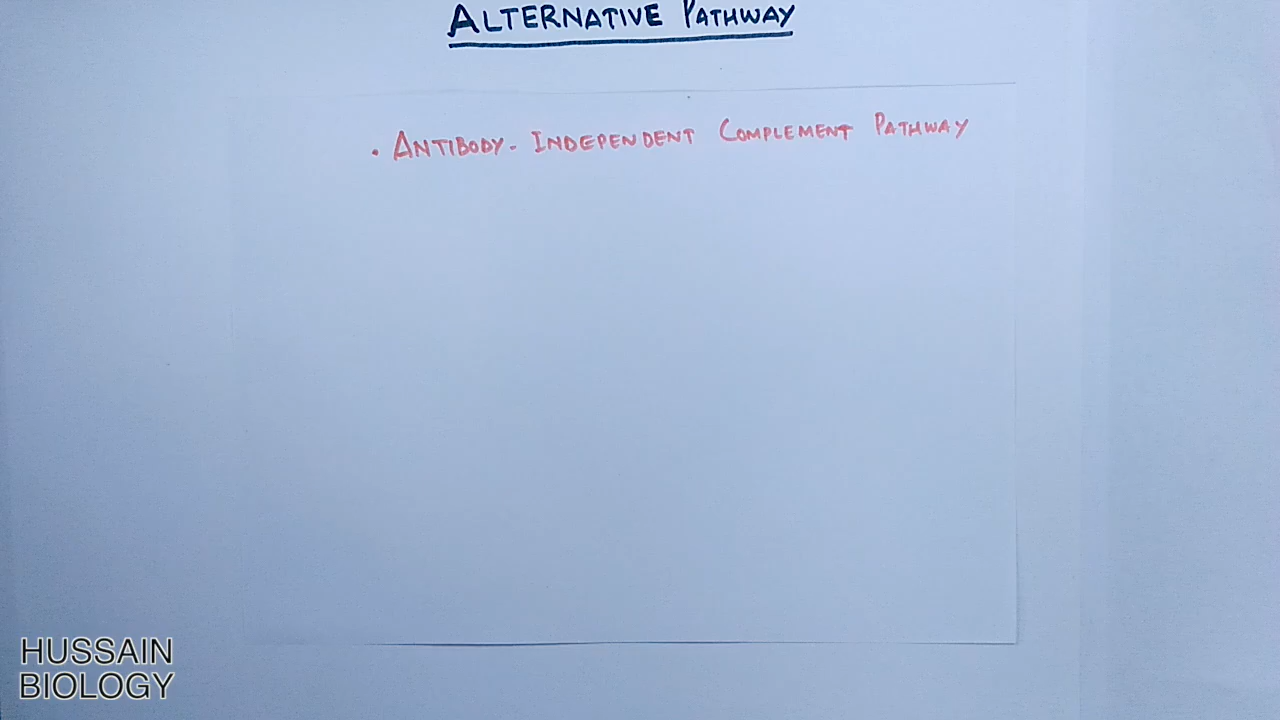 ALTERNATIVE PATHWAY
. ANTIBODY-INDEPENDENT COMPLEMENT PATHWAY
HUSSAIN
BIOLOGY